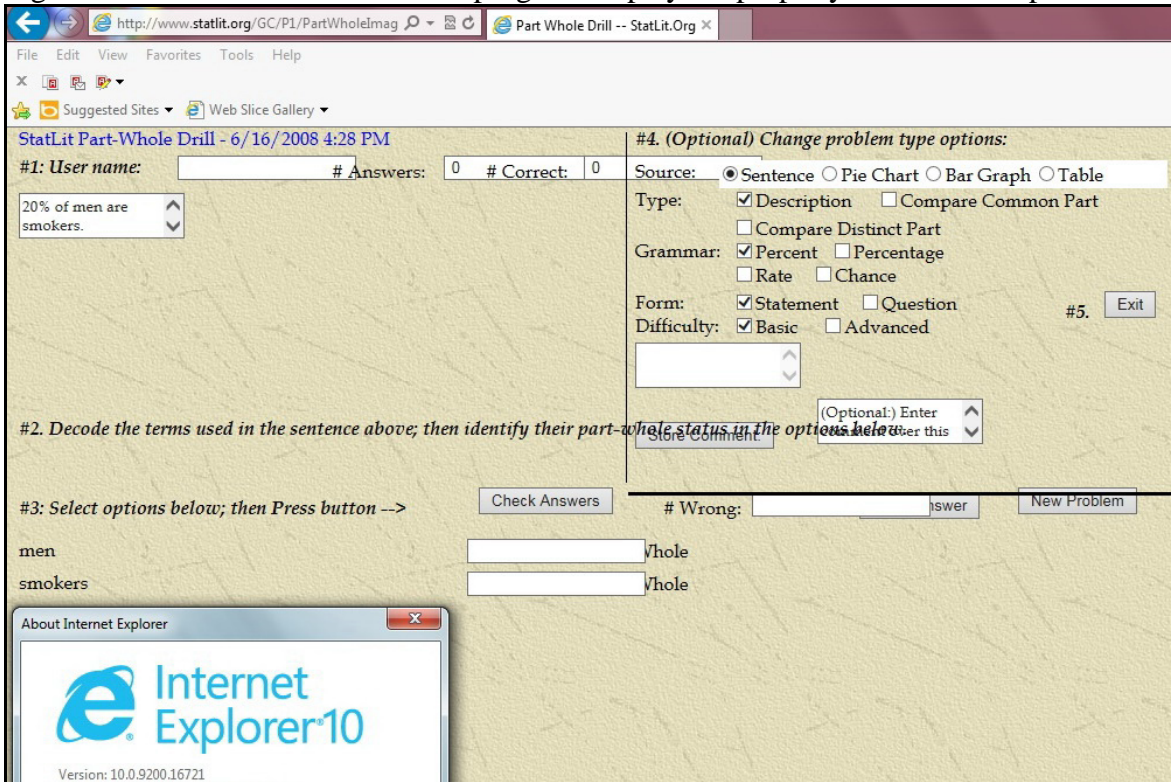 http://www.statlit.org/GC/P1/PartWholeImag
Part Whole Drill -- StatLit.Org
File Edit View Favorites Tools Help
Suggested Sites Web Slice Gallery
StatLit Part-Whole Drill - 6/16/2008 4:28 PM
#1: User name: # Answers: 0 # Correct: 0
20% of men are
smokers.
#4. (Optional) Change problem type options:
Source: Sentence Pie Chart Bar Graph Table
Type: Description Compare Common Part
Compare Distinct Part
Grammar: Percent Percentage
Rate Chance
Form: Statement Question
#5. Exit
Difficulty: Basic Advanced
(Optional:) Enter
comment over this
Store Comment.
#2. Decode the terms used in the sentence above; then identify their part-whole status in the options below.
#3: Select options below; then Press button --> Check Answers # Wrong: New Problem
men
smokers
About Internet Explorer
Internet
Explorer 10
Version: 10.0.9200.16721